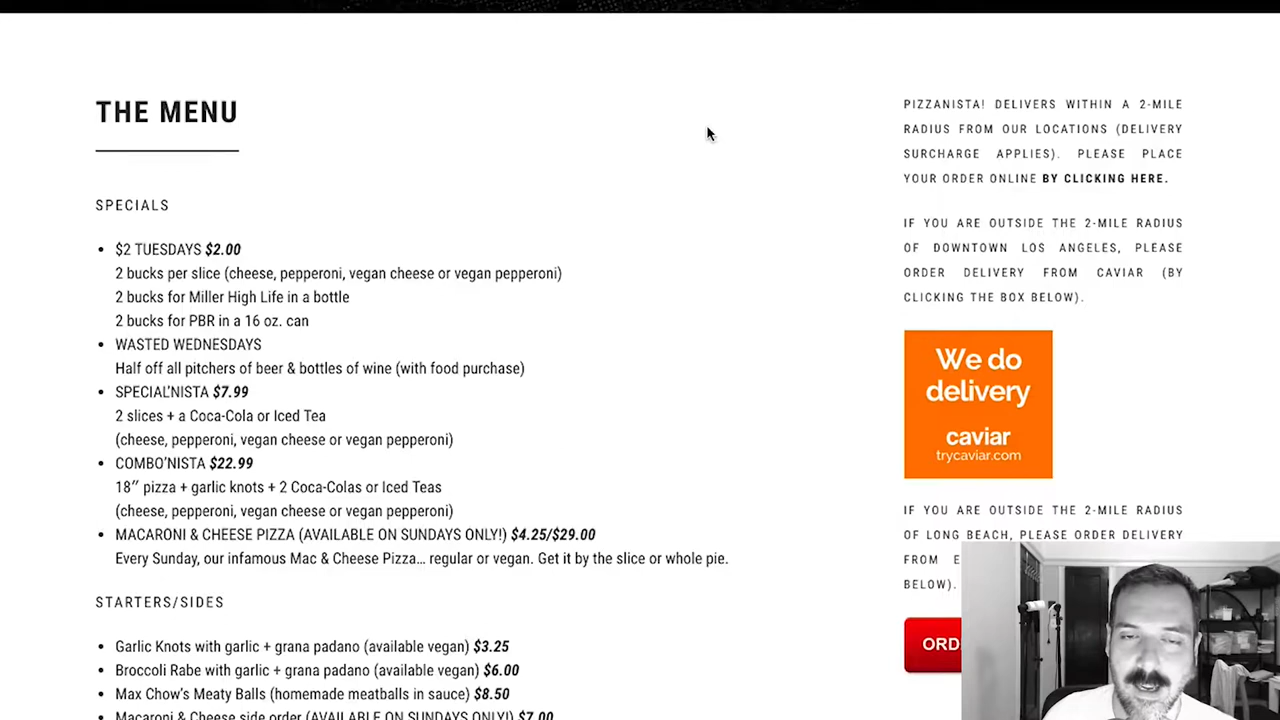 THE MENU
SPECIALS
• $2 TUESDAYS $2.00
2 bucks per slice (cheese, pepperoni, vegan cheese or vegan pepperoni)
2 bucks for Miller High Life in a bottle
2 bucks for PBR in a 16 oz. can
• WASTED WEDNESDAYS
Half off all pitchers of beer & bottles of wine (with food purchase)
• SPECIAL'NISTA $7.99
2 slices + a Coca-Cola or Iced Tea
(cheese, pepperoni, vegan cheese or vegan pepperoni)
• COMBO'NISTA $22.99
18″ pizza + garlic knots + 2 Coca-Colas or Iced Teas
(cheese, pepperoni, vegan cheese or vegan pepperoni)
• MACARONI & CHEESE PIZZA (AVAILABLE ON SUNDAYS ONLY!) $4.25/$29.00
Every Sunday, our infamous Mac & Cheese Pizza... regular or vegan. Get it by the slice or whole pie.
STARTERS/SIDES
• Garlic Knots with garlic + grana padano (available vegan) $3.25
• Broccoli Rabe with garlic + grana padano (available vegan) $6.00
• Max Chow's Meaty Balls (homemade meatballs in sauce) $8.50
• Macaroni & Cheese side order (AVAILABLE ON SUNDAYS ONLY!) $7.00
PIZZANISTA! DELIVERS WITHIN A 2-MILE
RADIUS FROM OUR LOCATIONS (DELIVERY
SURCHARGE APPLIES). PLEASE PLACE
YOUR ORDER ONLINE BY CLICKING HERE.
IF YOU ARE OUTSIDE THE 2-MILE RADIUS
OF DOWNTOWN LOS ANGELES, PLEASE
ORDER DELIVERY FROM CAVIAR (BY
CLICKING THE BOX BELOW).
We do
delivery
caviar
trycaviar.com
IF YOU ARE OUTSIDE THE 2-MILE RADIUS
OF LONG BEACH, PLEASE ORDER DELIVERY
FROM E
BELOW).
ORD